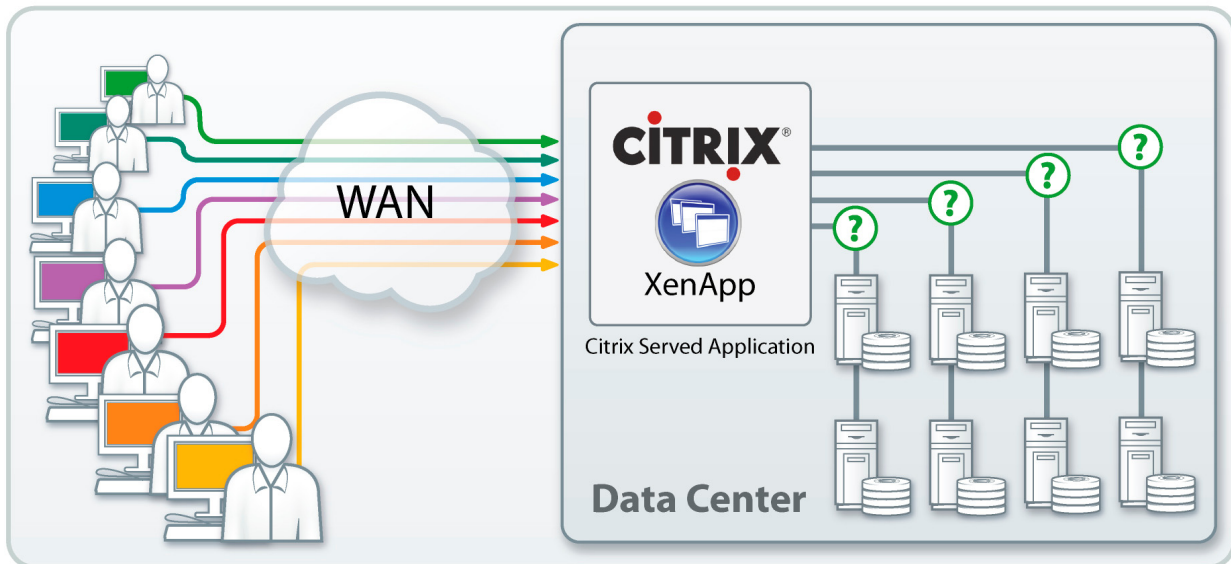 WAN
CiTRIX®
XenApp
Citrix Served Application
?
?
?
?
Data Center